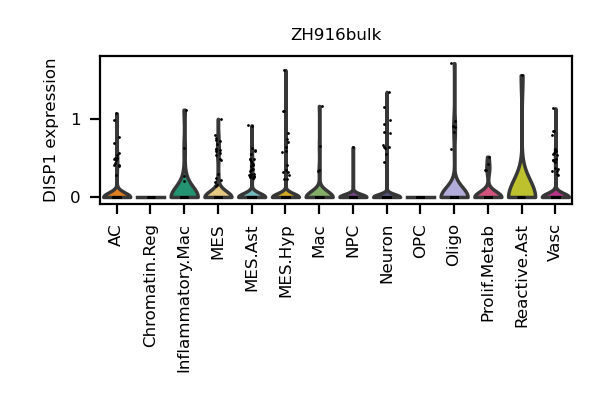 ZH916bulk
DISP1 expression
1
0
AC
Chromatin.Reg
Inflammatory.Mac
MES
MES.Ast
MES.Hyp
Mac
NPC
Neuron
OPC
Oligo
Prolif.Metab
Reactive.Ast
Vasc